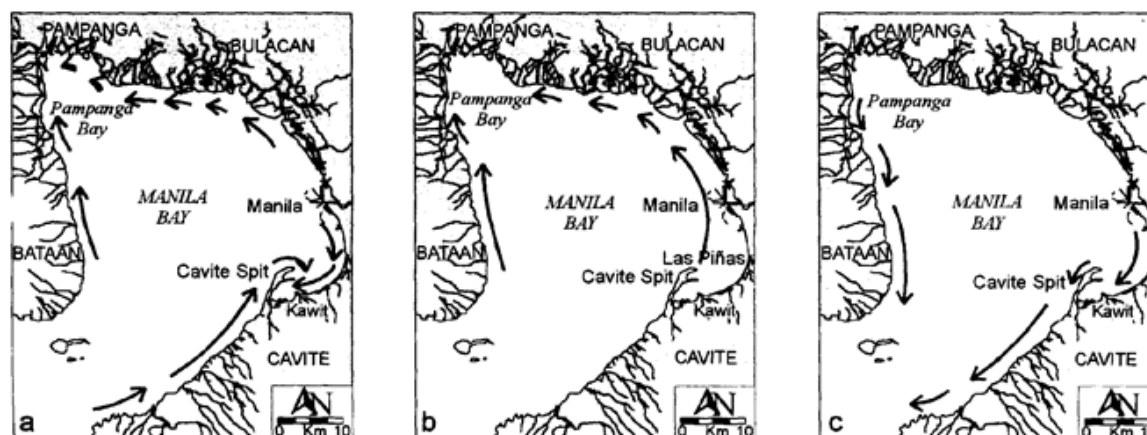 PAMPANGA
BULACAN
Pampanga
Bay
MANILA
BAY
Manila
BATAAN
Cavite Spit
Kawit
CAVITE
N
0 Km 10
a
PAMPANGA
BULACAN
Pampanga
Bay
MANILA
BAY
Manila
BATAAN
Las Piñas
Cavite Spit
Kawit
CAVITE
N
0 Km 10
b
PAMPANGA
BULACAN
Pampanga
Bay
MANILA
BAY
Manila
BATAAN
Cavite Spit
Kawit
CAVITE
N
0 Km 10
c